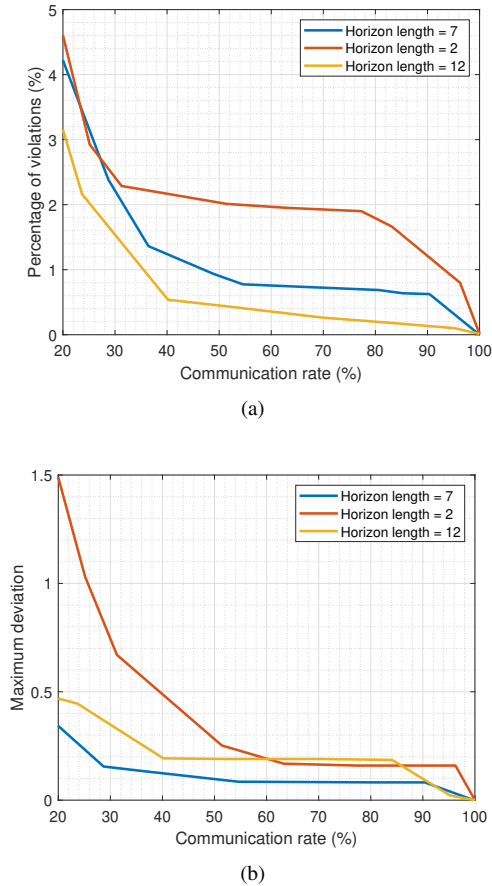 5
4
3
2
1
0
Percentage of violations (%)
Horizon length = 7
Horizon length = 2
Horizon length = 12
20 30 40 50 60 70 80 90 100
Communication rate (%)
(a)
1.5
1
0.5
0
Maximum deviation
Horizon length = 7
Horizon length = 2
Horizon length = 12
20 30 40 50 60 70 80 90 100
Communication rate (%)
(b)